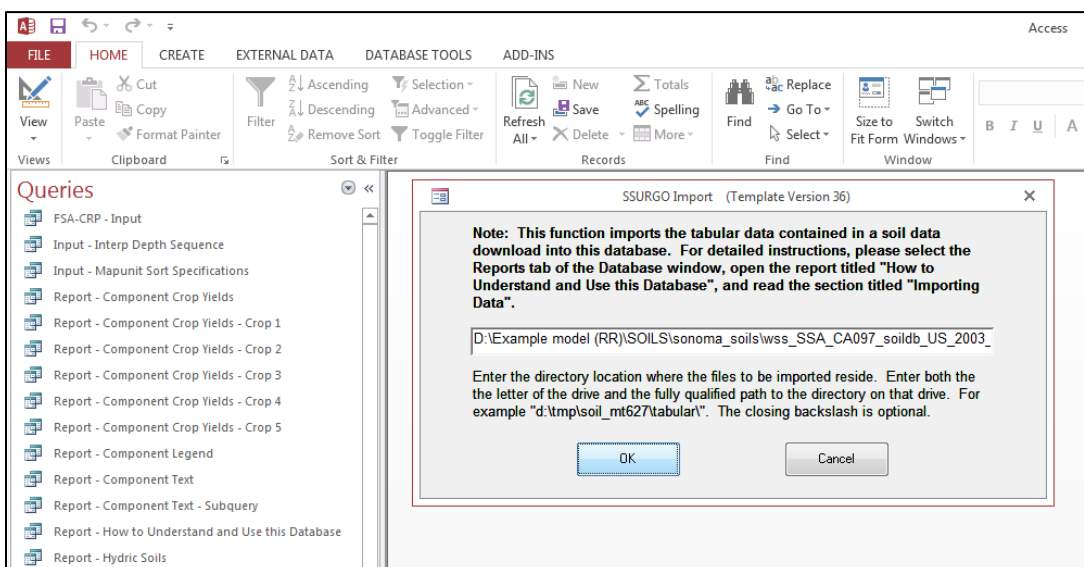 Access
FILE HOME CREATE EXTERNAL DATA DATABASE TOOLS ADD-INS
View
Paste
Cut
Copy
Format Painter
Filter
Ascending
Descending
Remove Sort
Selection
Advanced
Toggle Filter
Refresh
All
New
Save
Delete
Totals
Spelling
More
Find
Replace
Go To
Select
Size to
Fit Form
Switch
Windows
B I U A
Views Clipboard Sort & Filter Records Find Window
Queries
FSA-CRP - Input
Input - Interp Depth Sequence
Input - Mapunit Sort Specifications
Report - Component Crop Yields
Report - Component Crop Yields - Crop 1
Report - Component Crop Yields - Crop 2
Report - Component Crop Yields - Crop 3
Report - Component Crop Yields - Crop 4
Report - Component Crop Yields - Crop 5
Report - Component Legend
Report - Component Text
Report - Component Text - Subquery
Report - How to Understand and Use this Database
Report - Hydric Soils
SSURGO Import (Template Version 36)
Note: This function imports the tabular data contained in a soil data
download into this database. For detailed instructions, please select the
Reports tab of the Database window, open the report titled "How to
Understand and Use this Database", and read the section titled "Importing
Data".
D:\Example model (RR)\SOILS\sonoma_soils\wss_SSA_CA097_soildb_US_2003_
Enter the directory location where the files to be imported reside. Enter both the
the letter of the drive and the fully qualified path to the directory on that drive. For
example "d:\tmp\soil_mt627\tabular\". The closing backslash is optional.
OK Cancel